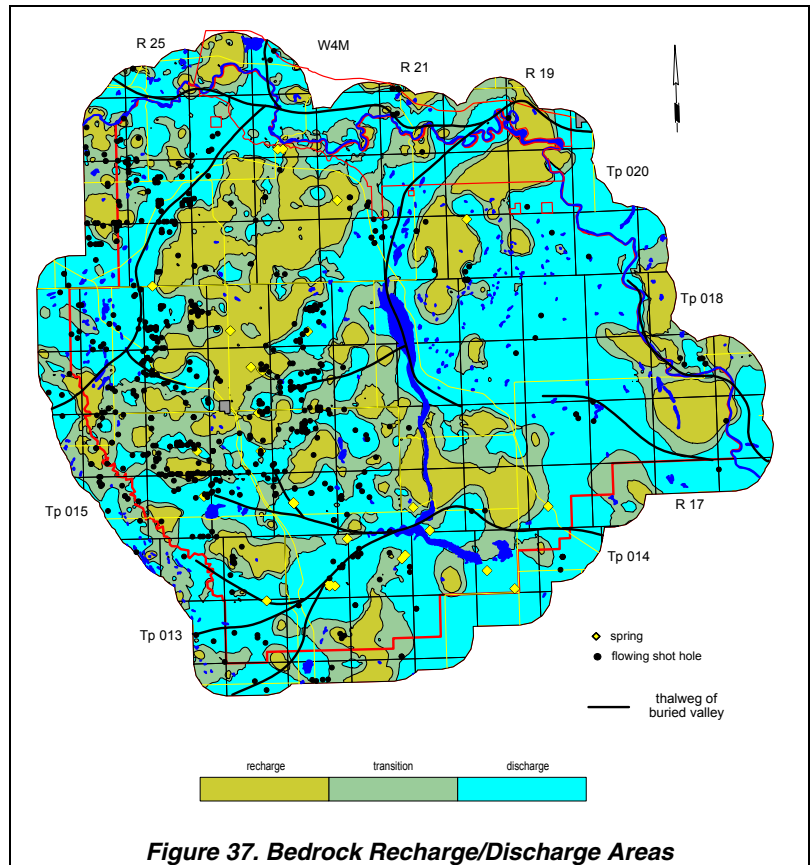 R 25
W4M
R 21
R 19
Tp 020
Tp 018
Tp 015
R 17
Tp 014
Tp 013
spring
flowing shot hole
thalweg of
buried valley
recharge
transition
discharge
Figure 37. Bedrock Recharge/Discharge Areas